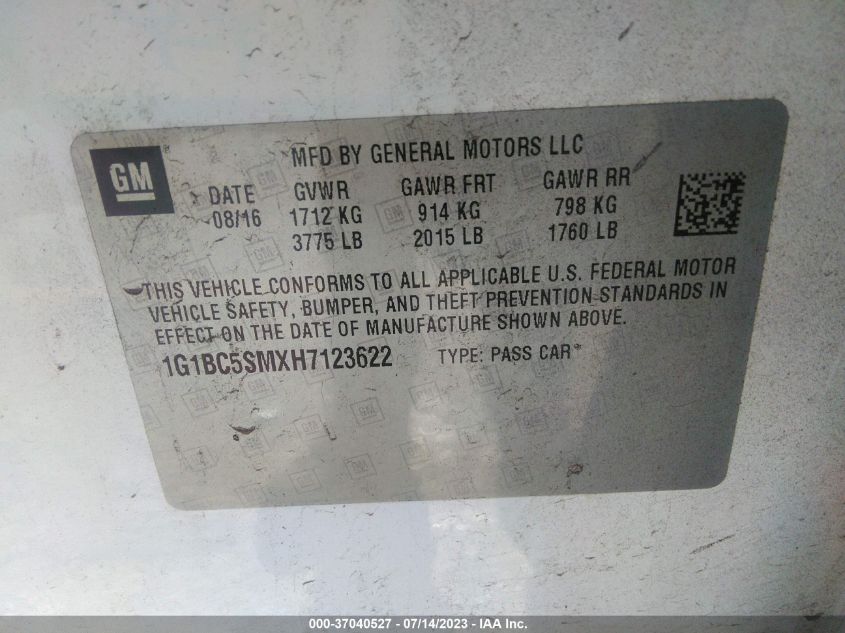 GM
MFD BY GENERAL MOTORS LLC
DATE GVWR GAWR FRT GAWR RR
08/16 1712 KG 914 KG 798 KG
3775 LB 2015 LB 1760 LB
THIS VEHICLE CONFORMS TO ALL APPLICABLE U.S. FEDERAL MOTOR
VEHICLE SAFETY, BUMPER, AND THEFT PREVENTION STANDARDS IN
EFFECT ON THE DATE OF MANUFACTURE SHOWN ABOVE.
1G1BC5SMXH7123622 TYPE: PASS CAR
000-37040527 - 07/14/2023 - IAA Inc.